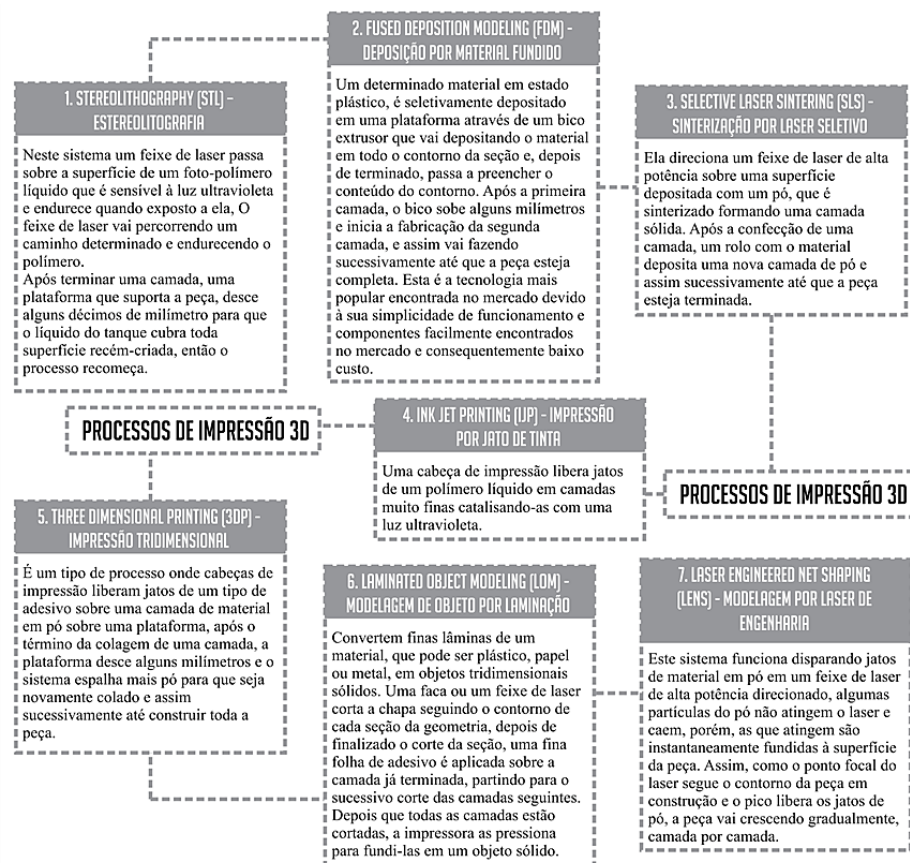 1. STEREOLITHOGRAPHY (STL) –
ESTEREOLITOGRAFIA
Neste sistema um feixe de laser passa
sobre a superfície de um foto-polímero
líquido que é sensível à luz ultravioleta
e endurece quando exposto a ela, O
feixe de laser vai percorrendo um
caminho determinado e endurecendo o
polímero.
Após terminar uma camada, uma
plataforma que suporta a peça, desce
alguns décimos de milímetro para que
o líquido do tanque cubra toda
superfície recém-criada, então o
processo recomeça.
2. FUSED DEPOSITION MODELING (FDM) –
DEPOSIÇÃO POR MATERIAL FUNDIDO
Um determinado material em estado
plástico, é seletivamente depositado
em uma plataforma através de um bico
extrusor que vai depositando o material
em todo o contorno da seção e, depois
de terminado, passa a preencher o
conteúdo do contorno. Após a primeira
camada, o bico sobe alguns milímetros
e inicia a fabricação da segunda
camada, e assim vai fazendo
sucessivamente até que a peça esteja
completa. Esta é a tecnologia mais
popular encontrada no mercado devido
à sua simplicidade de funcionamento e
componentes facilmente encontrados
no mercado e consequentemente baixo
custo.
3. SELECTIVE LASER SINTERING (SLS) –
SINTERIZAÇÃO POR LASER SELETIVO
Ela direciona um feixe de laser de alta
potência sobre uma superfície
depositada com um pó, que é
sinterizado formando uma camada
sólida. Após a confecção de uma
camada, um rolo com o material
deposita uma nova camada de pó e
assim sucessivamente até que a peça
esteja terminada.
PROCESSOS DE IMPRESSÃO 3D
4. INK JET PRINTING (IJP) – IMPRESSÃO
POR JATO DE TINTA
Uma cabeça de impressão libera jatos
de um polímero líquido em camadas
muito finas catalisando-as com uma
luz ultravioleta.
PROCESSOS DE IMPRESSÃO 3D
5. THREE DIMENSIONAL PRINTING (3DP) –
IMPRESSÃO TRIDIMENSIONAL
É um tipo de processo onde cabeças de
impressão liberam jatos de um tipo de
adesivo sobre uma camada de material
em pó sobre uma plataforma, após o
término da colagem de uma camada, a
plataforma desce alguns milímetros e o
sistema espalha mais pó para que seja
novamente colado e assim
sucessivamente até construir toda a
peça.
6. LAMINATED OBJECT MODELING (LOM) –
MODELAGEM DE OBJETO POR LAMINAÇÃO
Convertem finas lâminas de um
material, que pode ser plástico, papel
ou metal, em objetos tridimensionais
sólidos. Uma faca ou um feixe de laser
corta a chapa seguindo o contorno de
cada seção da geometria, depois de
finalizado o corte da seção, uma fina
folha de adesivo é aplicada sobre a
camada já terminada, partindo para o
sucessivo corte das camadas seguintes.
Depois que todas as camadas estão
cortadas, a impressora as pressiona
para fundi-las em um objeto sólido.
7. LASER ENGINEERED NET SHAPING
(LENS) – MODELAGEM POR LASER DE
ENGENHARIA
Este sistema funciona disparando jatos
de material em pó em um feixe de laser
de alta potência direcionado, algumas
partículas do pó não atingem o laser e
caem, porém, as que atingem são
instantaneamente fundidas à superfície
da peça. Assim, como o ponto focal do
laser segue o contorno da peça em
construção e o pico libera os jatos de
pó, a peça vai crescendo gradualmente,
camada por camada.